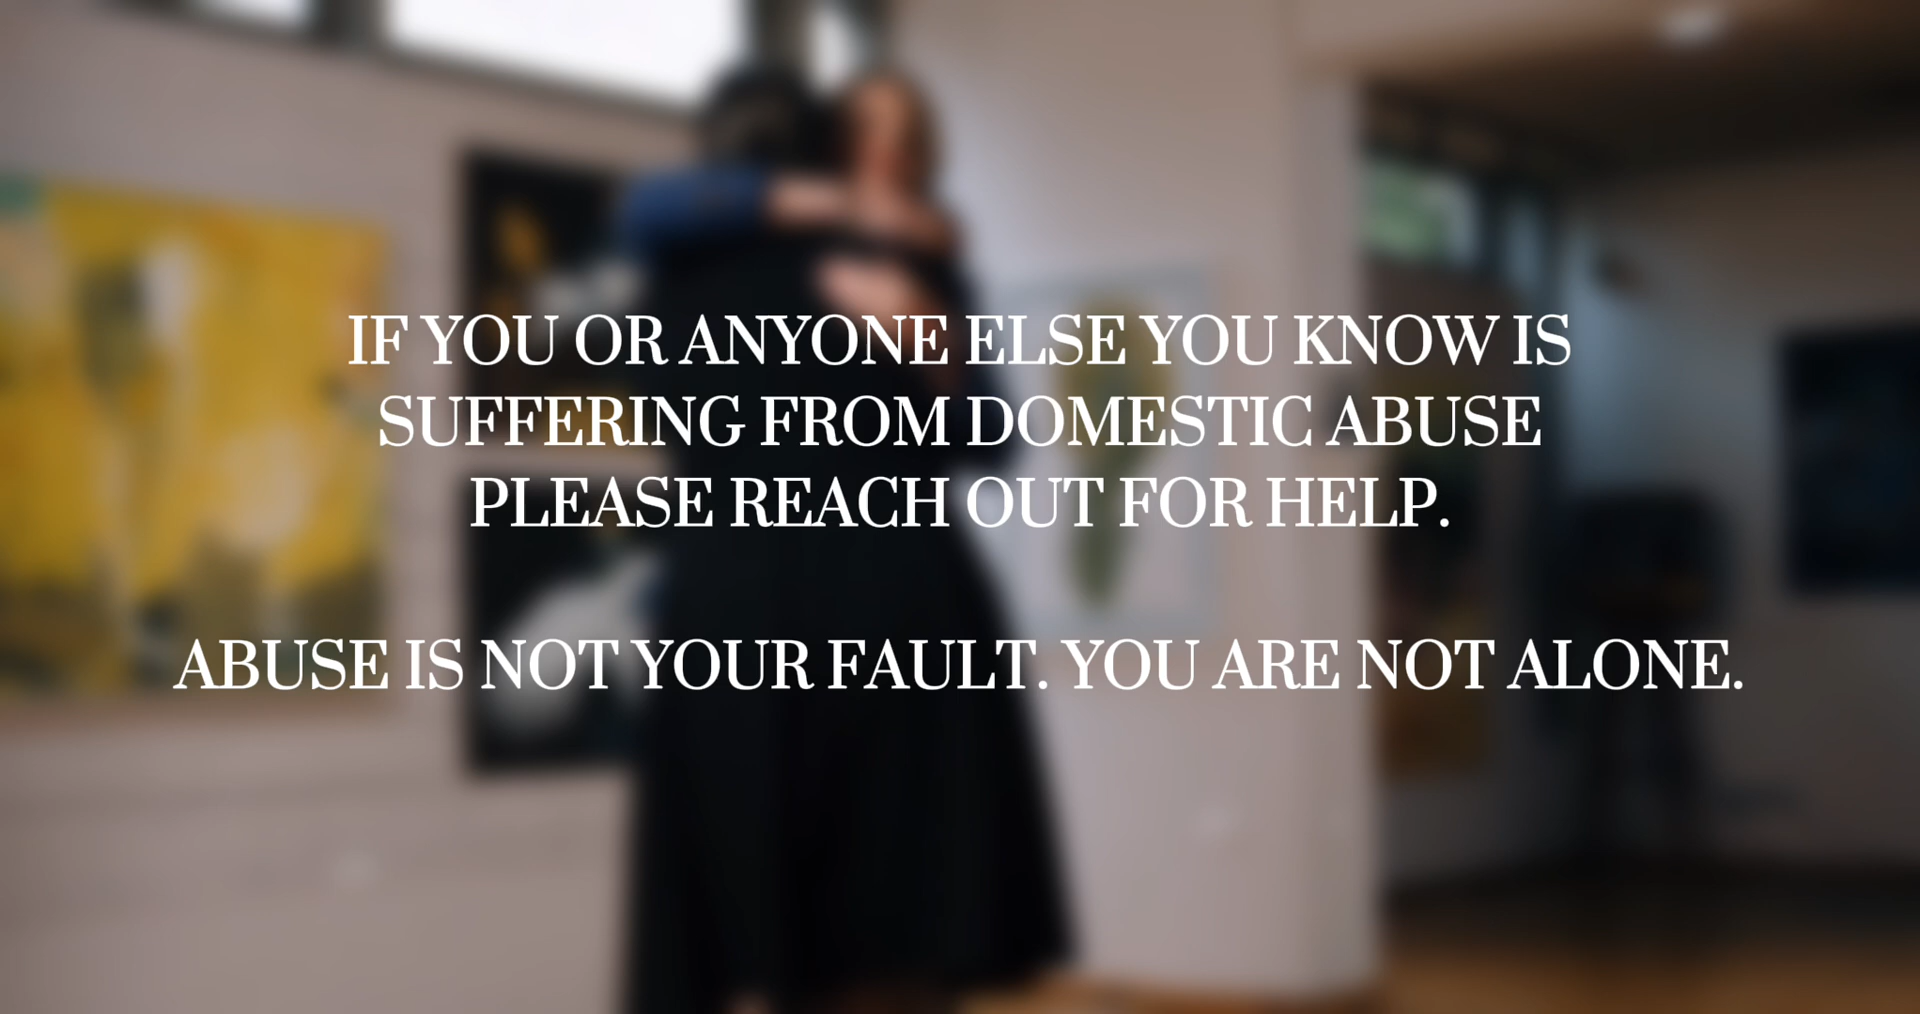 IF YOU OR ANYONE ELSE YOU KNOW IS
SUFFERING FROM DOMESTIC ABUSE
PLEASE REACH OUT FOR HELP.
ABUSE IS NOT YOUR FAULT. YOU ARE NOT ALONE.